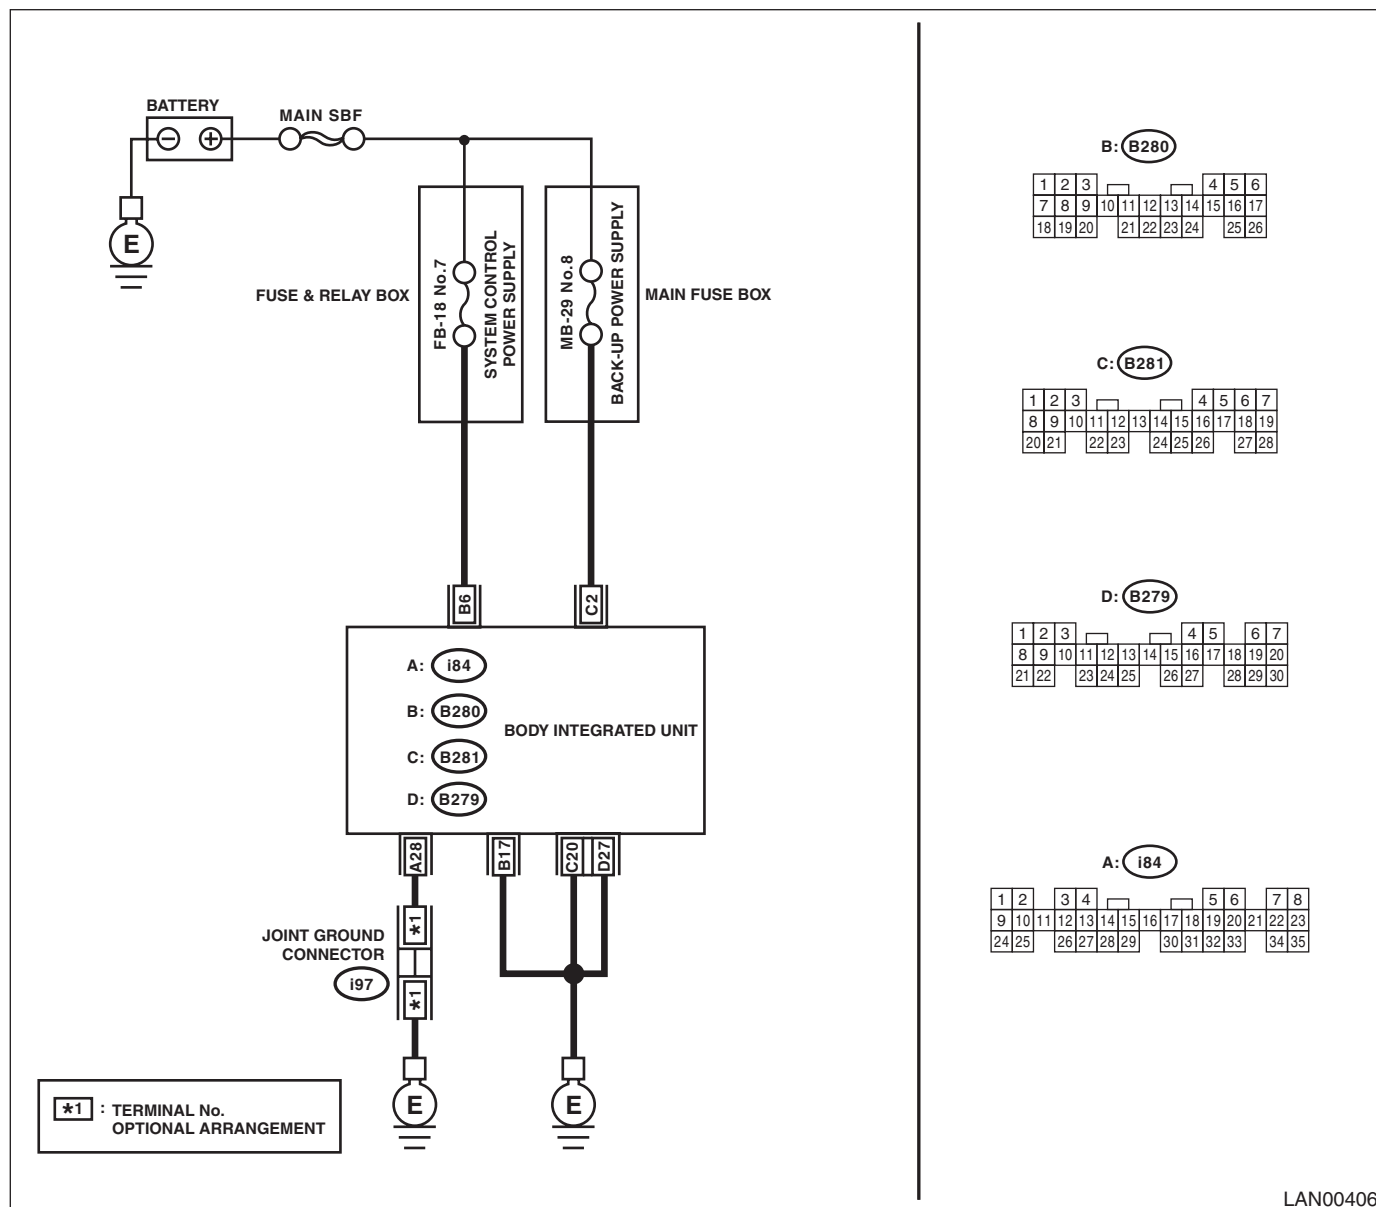 BATTERY
MAIN SBF
E
FUSE & RELAY BOX
FB-18 No.7
SYSTEM CONTROL
POWER SUPPLY
MB-29 No.8
BACK-UP POWER SUPPLY
MAIN FUSE BOX
B6
C2
A: i84
B: B280
C: B281
D: B279
BODY INTEGRATED UNIT
A28
B17
C20
D27
JOINT GROUND
CONNECTOR
i97
*1
*1
E
E
*1 : TERMINAL No.
OPTIONAL ARRANGEMENT
B: B280
1 2 3 4 5 6
7 8 9 10 11 12 13 14 15 16 17
18 19 20 21 22 23 24 25 26
C: B281
1 2 3 4 5 6 7
8 9 10 11 12 13 14 15 16 17 18 19
20 21 22 23 24 25 26 27 28
D: B279
1 2 3 4 5 6 7
8 9 10 11 12 13 14 15 16 17 18 19 20
21 22 23 24 25 26 27 28 29 30
A: i84
1 2 3 4 5 6 7 8
9 10 11 12 13 14 15 16 17 18 19 20 21 22 23
24 25 26 27 28 29 30 31 32 33 34 35
LAN00406